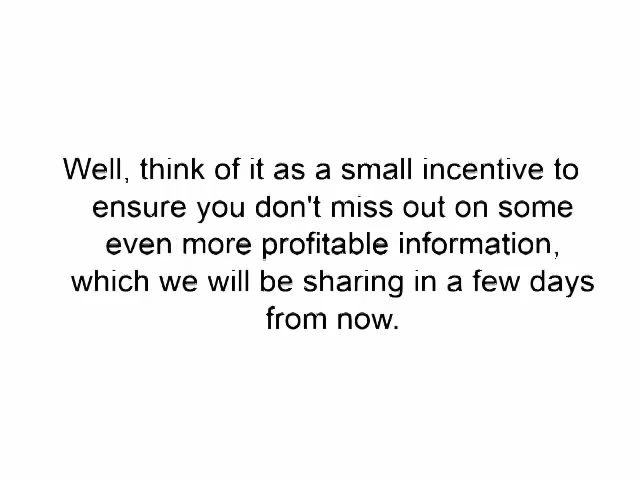 Well, think of it as a small incentive to
ensure you don't miss out on some
even more profitable information,
which we will be sharing in a few days
from now.